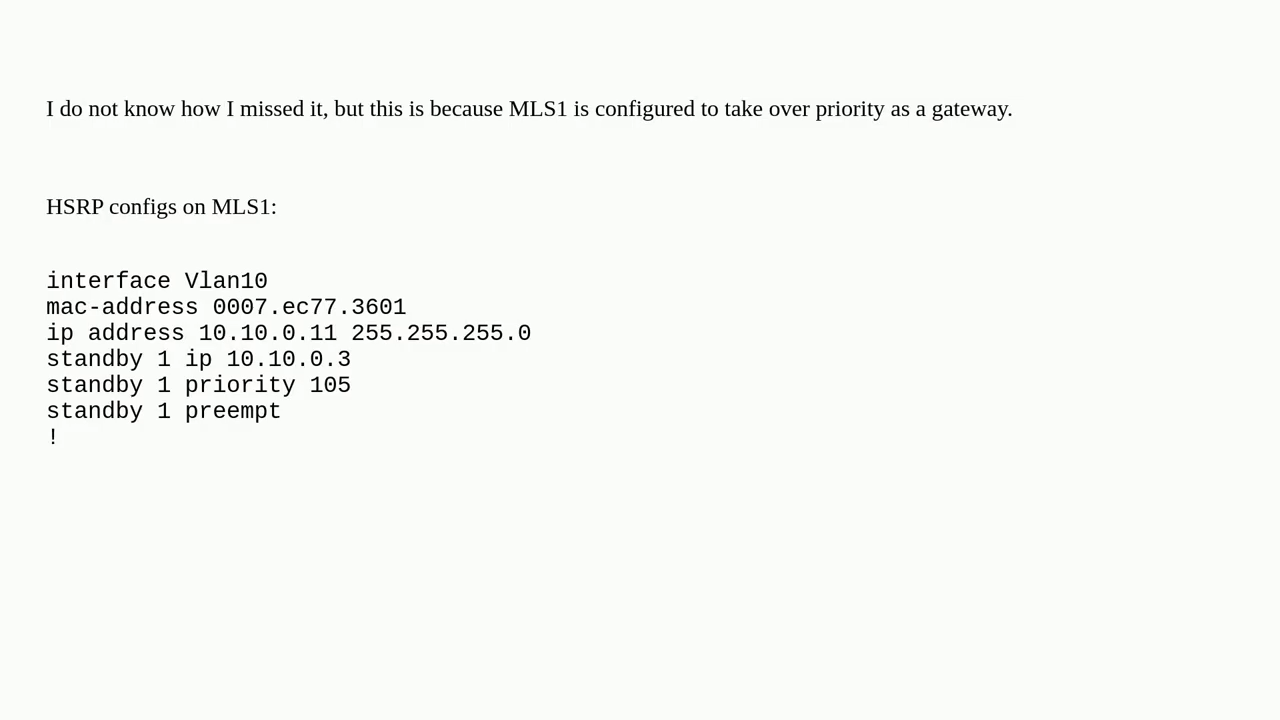 I do not know how I missed it, but this is because MLS1 is configured to take over priority as a gateway.
HSRP configs on MLS1:
interface Vlan10
mac-address 0007.ec77.3601
ip address 10.10.0.11 255.255.255.0
standby 1 ip 10.10.0.3
standby 1 priority 105
standby 1 preempt
!